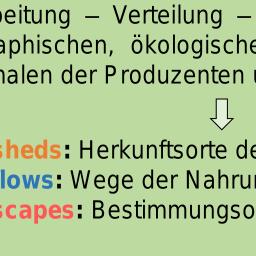 beitung – Verteilung –
aphischen, ökologische
nalen der Produzenten u
sheds: Herkunftsorte de
lows: Wege der Nahrun
scapes: Bestimmungso